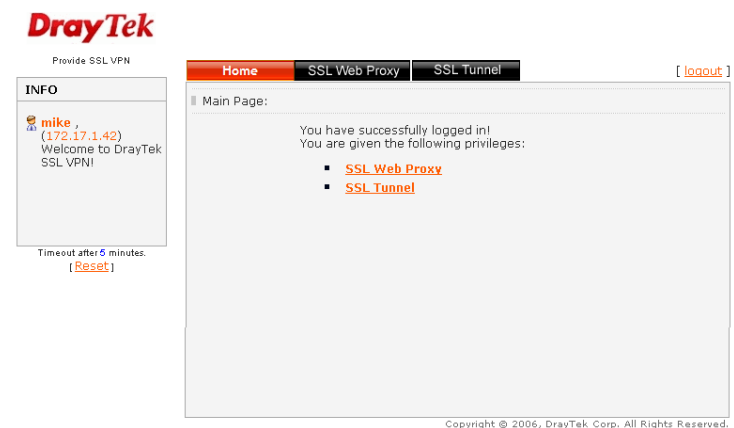 DrayTek
Provide SSL VPN
Home
SSL Web Proxy
SSL Tunnel
[ logout ]
INFO
mike ,
(172.17.1.42)
Welcome to DrayTek
SSL VPN!
Timeout after 5 minutes.
[ Reset ]
Main Page:
You have successfully logged in!
You are given the following privileges:
SSL Web Proxy
SSL Tunnel
Copyright © 2006, DrayTek Corp. All Rights Reserved.